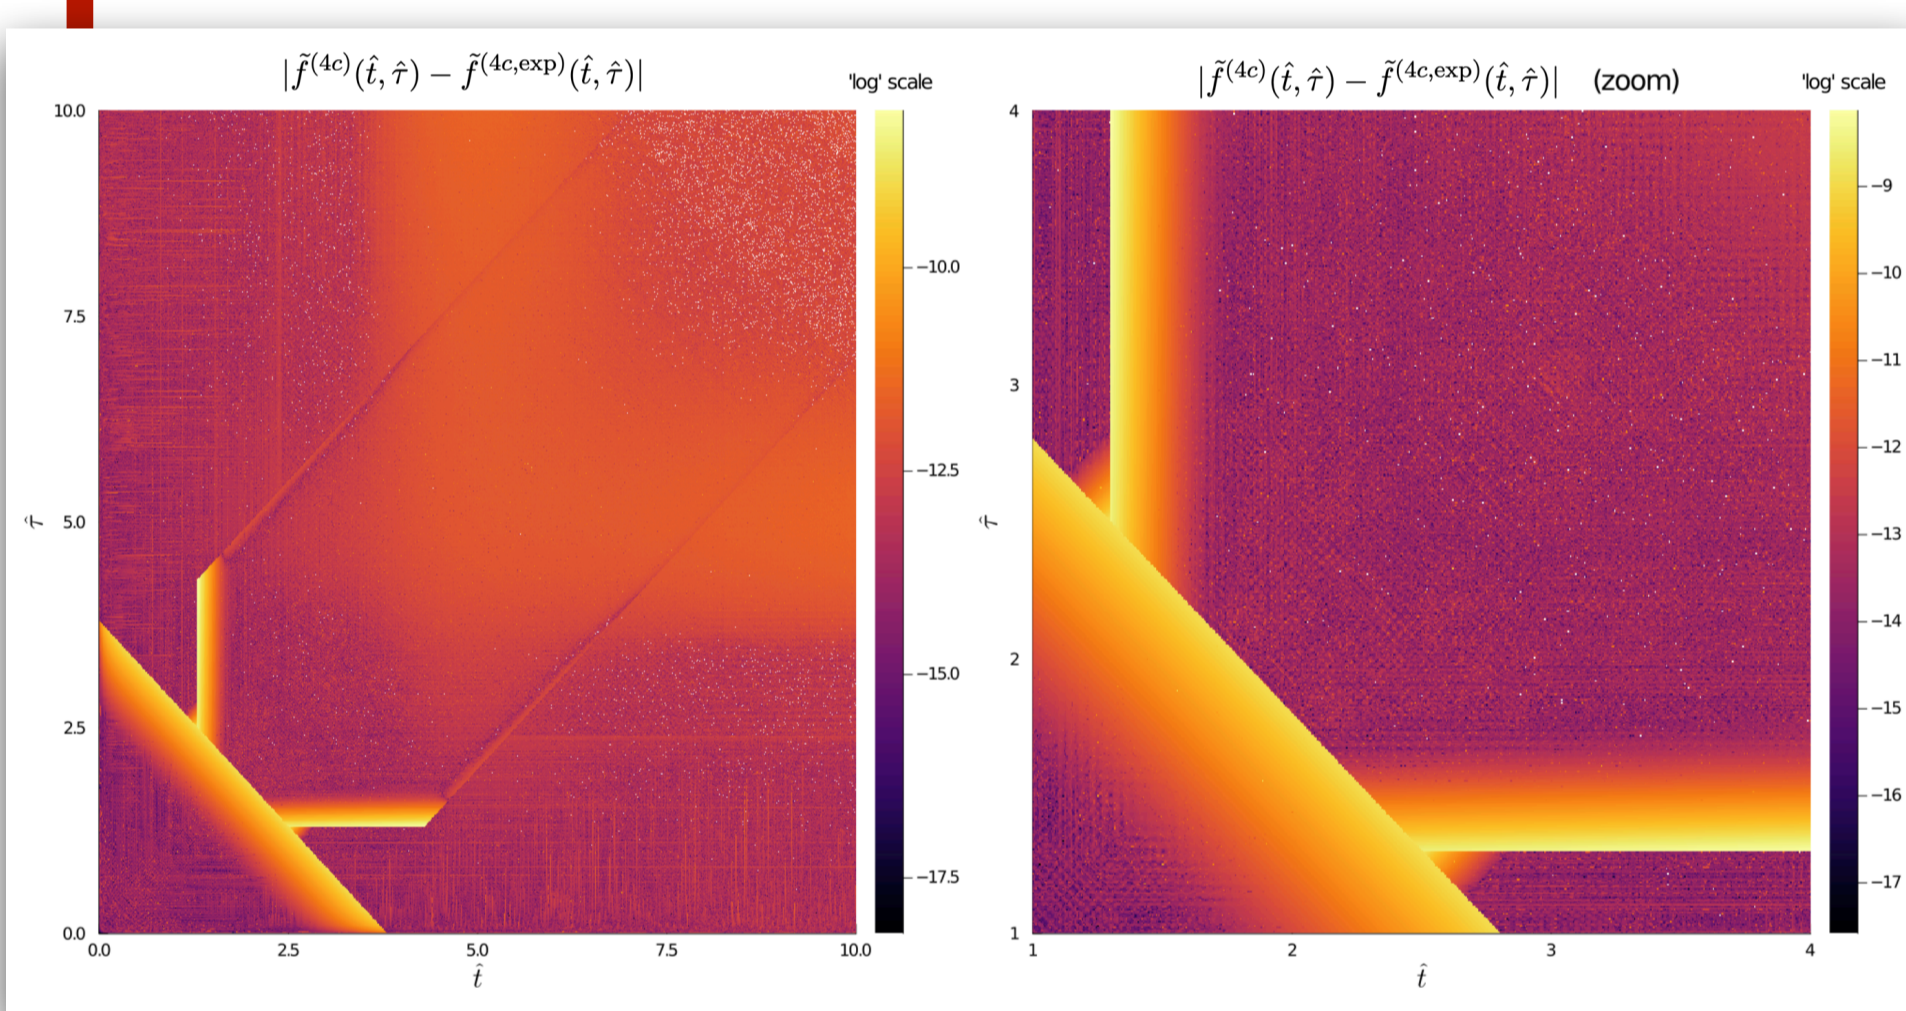 |f̃^(4c)(t̂, τ̂) − f̃^(4c,exp)(t̂, τ̂)|
'log' scale
10.0
7.5
5.0
2.5
0.0
τ̂
0.0 2.5 5.0 7.5 10.0
t̂
−10.0
−12.5
−15.0
−17.5
|f̃^(4c)(t̂, τ̂) − f̃^(4c,exp)(t̂, τ̂)| (zoom)
'log' scale
4
3
2
1
τ̂
1 2 3 4
t̂
−9
−10
−11
−12
−13
−14
−15
−16
−17